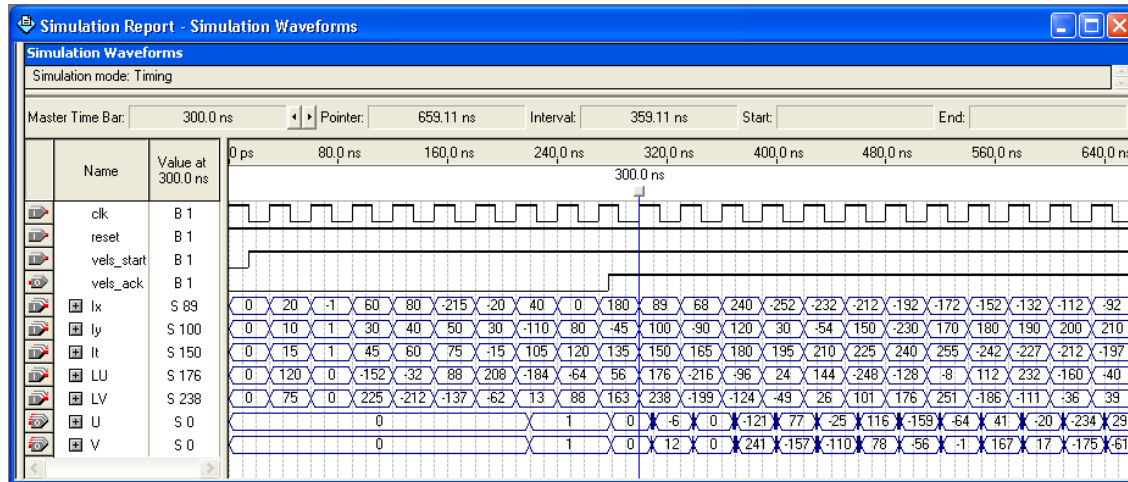 Simulation Report - Simulation Waveforms
Simulation Waveforms
Simulation mode: Timing
Master Time Bar: 300.0 ns Pointer: 659.11 ns Interval: 359.11 ns Start: End:
Name Value at 300.0 ns 0 ps 80.0 ns 160.0 ns 240.0 ns 320.0 ns 400.0 ns 480.0 ns 560.0 ns 640.0 ns
300.0 ns
clk B 1
reset B 1
vels_start B 1
vels_ack B 1
Ix S 89 0 20 -1 60 80 -215 -20 40 0 180 89 68 240 -252 -232 -212 -192 -172 -152 -132 -112 -92
Iy S 100 0 10 1 30 40 50 30 -110 80 -45 100 -90 120 30 -54 150 -230 170 180 190 200 210
It S 150 0 15 1 45 60 75 -15 105 120 135 150 165 180 195 210 225 240 255 -242 -227 -212 -197
LU S 176 0 120 0 -152 -32 88 208 -184 -64 56 176 -216 -96 24 144 -248 -128 -8 112 232 -160 -40
LV S 238 0 75 0 225 -212 -137 -62 13 88 163 238 -199 -124 -49 26 101 176 251 -186 -111 -36 39
U S 0 0 1 0 -6 0 -121 77 -25 116 -159 -64 41 -20 -234 29
V S 0 0 1 0 12 0 241 -157 -110 78 -56 -1 167 17 -175 -61